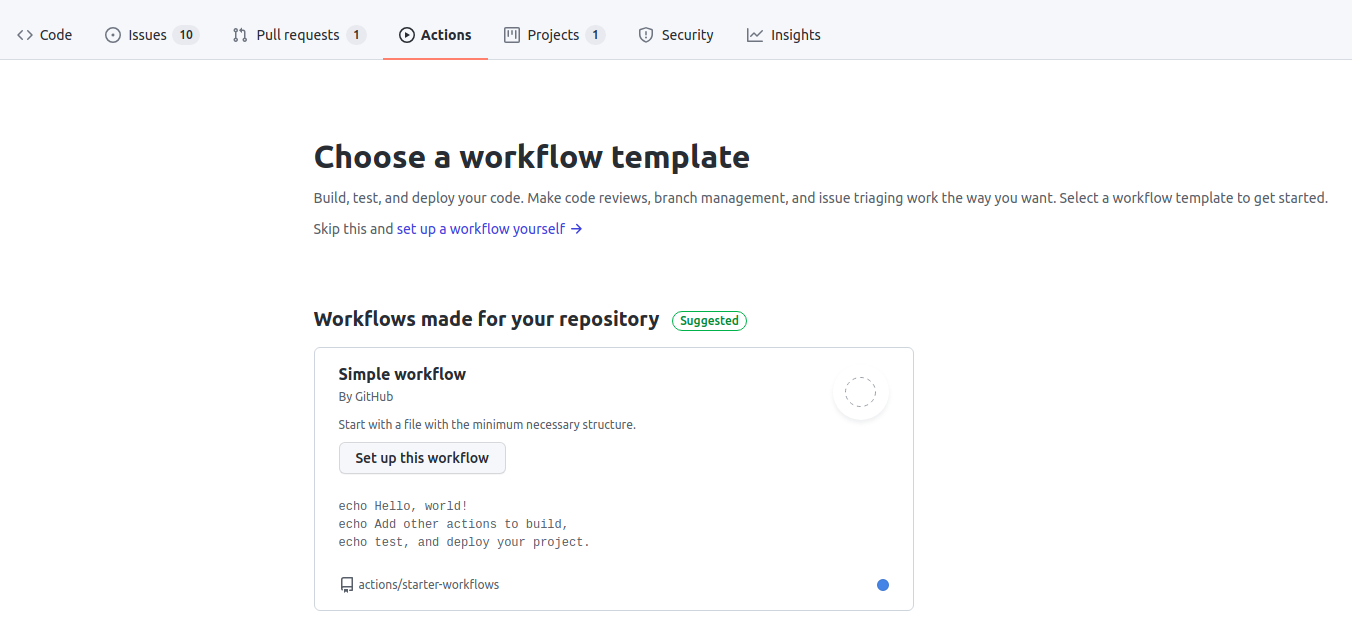 Code Issues 10 Pull requests 1 Actions Projects 1 Security Insights
Choose a workflow template
Build, test, and deploy your code. Make code reviews, branch management, and issue triaging work the way you want. Select a workflow template to get started.
Skip this and set up a workflow yourself →
Workflows made for your repository Suggested
Simple workflow
By GitHub
Start with a file with the minimum necessary structure.
Set up this workflow
echo Hello, world!
echo Add other actions to build,
echo test, and deploy your project.
actions/starter-workflows